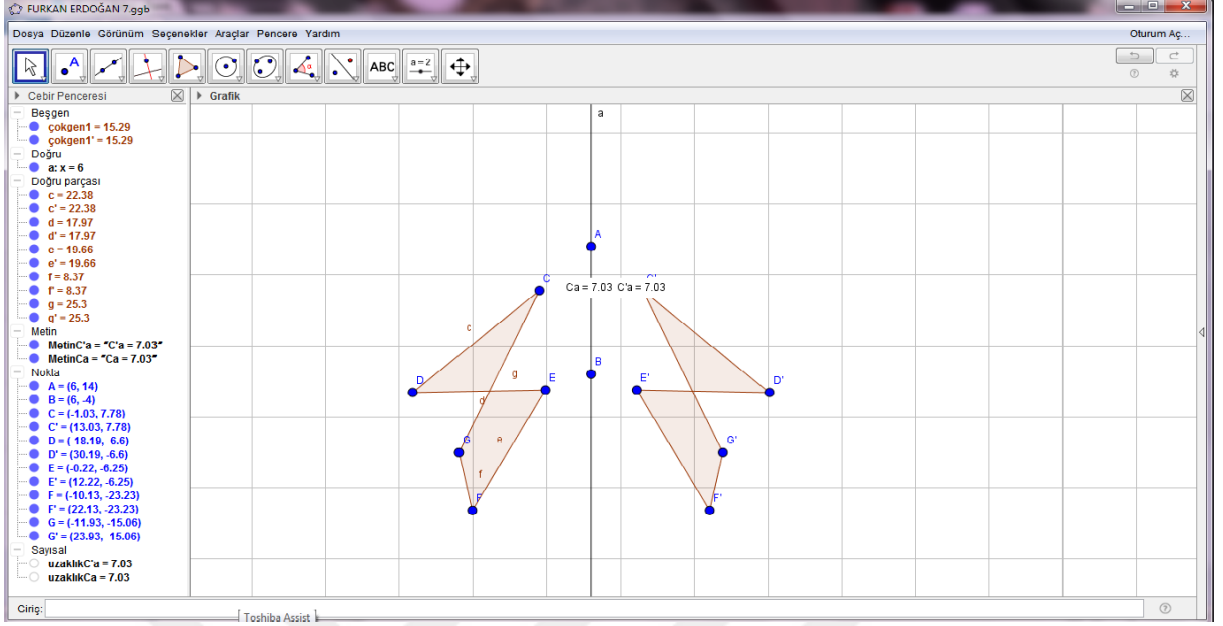 FURKAN ERDOĞAN 7.ggb
Dosya Düzenle Görünüm Seçenekler Araçlar Pencere Yardım
Oturum Aç...
A
α
ABC
a = 2
Cebir Penceresi
Grafik
Beşgen
çokgen1 = 15.29
çokgen1' = 15.29
Doğru
a: x = 6
Doğru parçası
c = 22.38
c' = 22.38
d = 17.97
d' = 17.97
e = 19.66
e' = 19.66
f = 8.37
f' = 8.37
g = 25.3
g' = 25.3
Metin
MetinC'a = "C'a = 7.03"
MetinCa = "Ca = 7.03"
Nokta
A = (6, 14)
B = (6, -4)
C = (-1.03, 7.78)
C' = (13.03, 7.78)
D = ( 18.19, 6.6)
D' = (30.19, -6.6)
E = (-0.22, -6.25)
E' = (12.22, -6.25)
F = (-10.13, -23.23)
F' = (22.13, -23.23)
G = (-11.93, -15.06)
G' = (23.93, 15.06)
Sayısal
uzaklıkC'a = 7.03
uzaklıkCa = 7.03
a
A
C
C'
Ca = 7.03 C'a = 7.03
c
B
D
g
E
E'
D'
d
G
e
G'
f
F
F'
Giriş:
Toshiba Assist